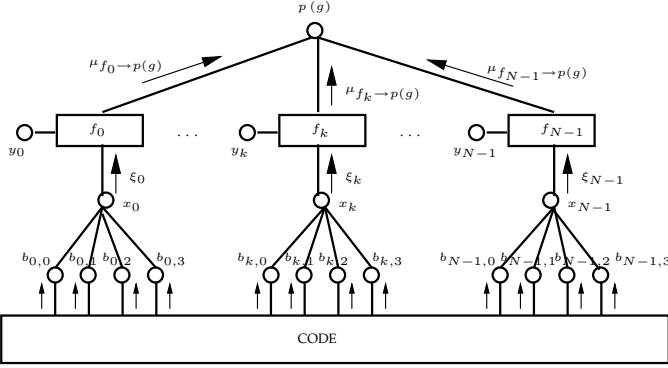 p (g)
μ f0→p(g) μ fk→p(g) μ fN−1→p(g)
f0 ... fk ... fN−1
y0 yk yN−1
ξ0 ξk ξN−1
x0 xk xN−1
b0,0 b0,1 b0,2 b0,3 bk,0 bk,1 bk,2 bk,3 bN−1,0 bN−1,1 bN−1,2 bN−1,3
CODE